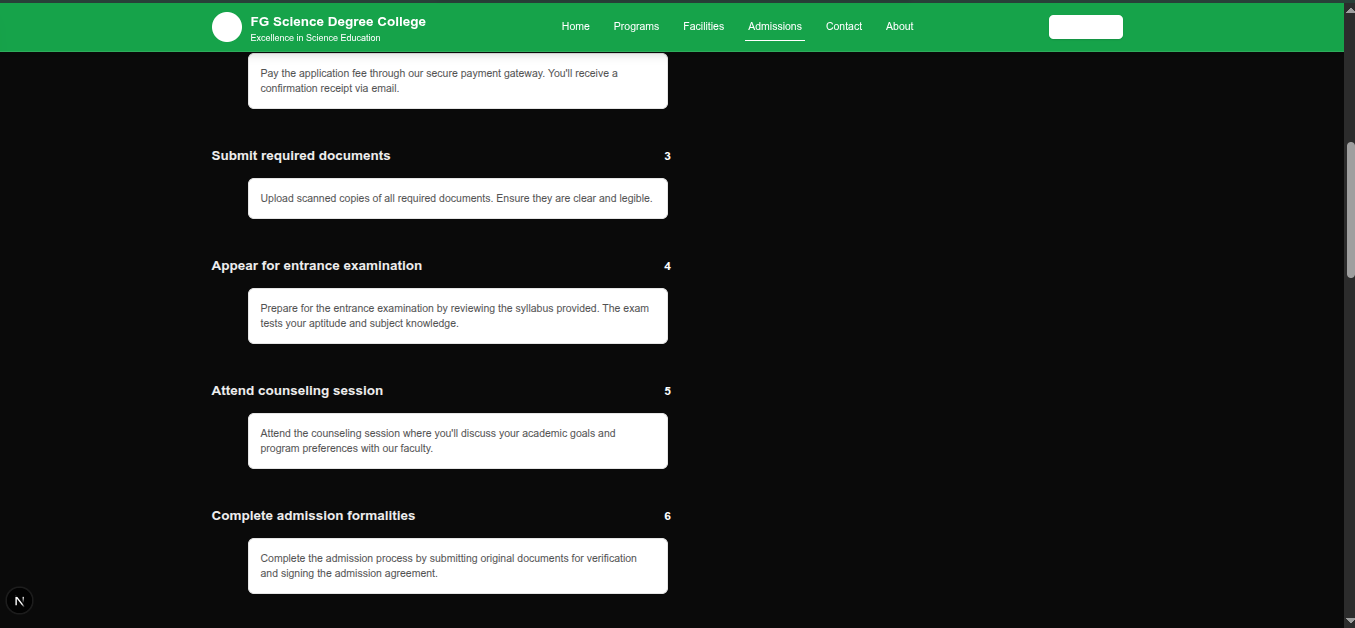 FG Science Degree College
Excellence in Science Education
Home Programs Facilities Admissions Contact About
Pay the application fee through our secure payment gateway. You'll receive a
confirmation receipt via email.
Submit required documents 3
Upload scanned copies of all required documents. Ensure they are clear and legible.
Appear for entrance examination 4
Prepare for the entrance examination by reviewing the syllabus provided. The exam
tests your aptitude and subject knowledge.
Attend counseling session 5
Attend the counseling session where you'll discuss your academic goals and
program preferences with our faculty.
Complete admission formalities 6
Complete the admission process by submitting original documents for verification
and signing the admission agreement.
N